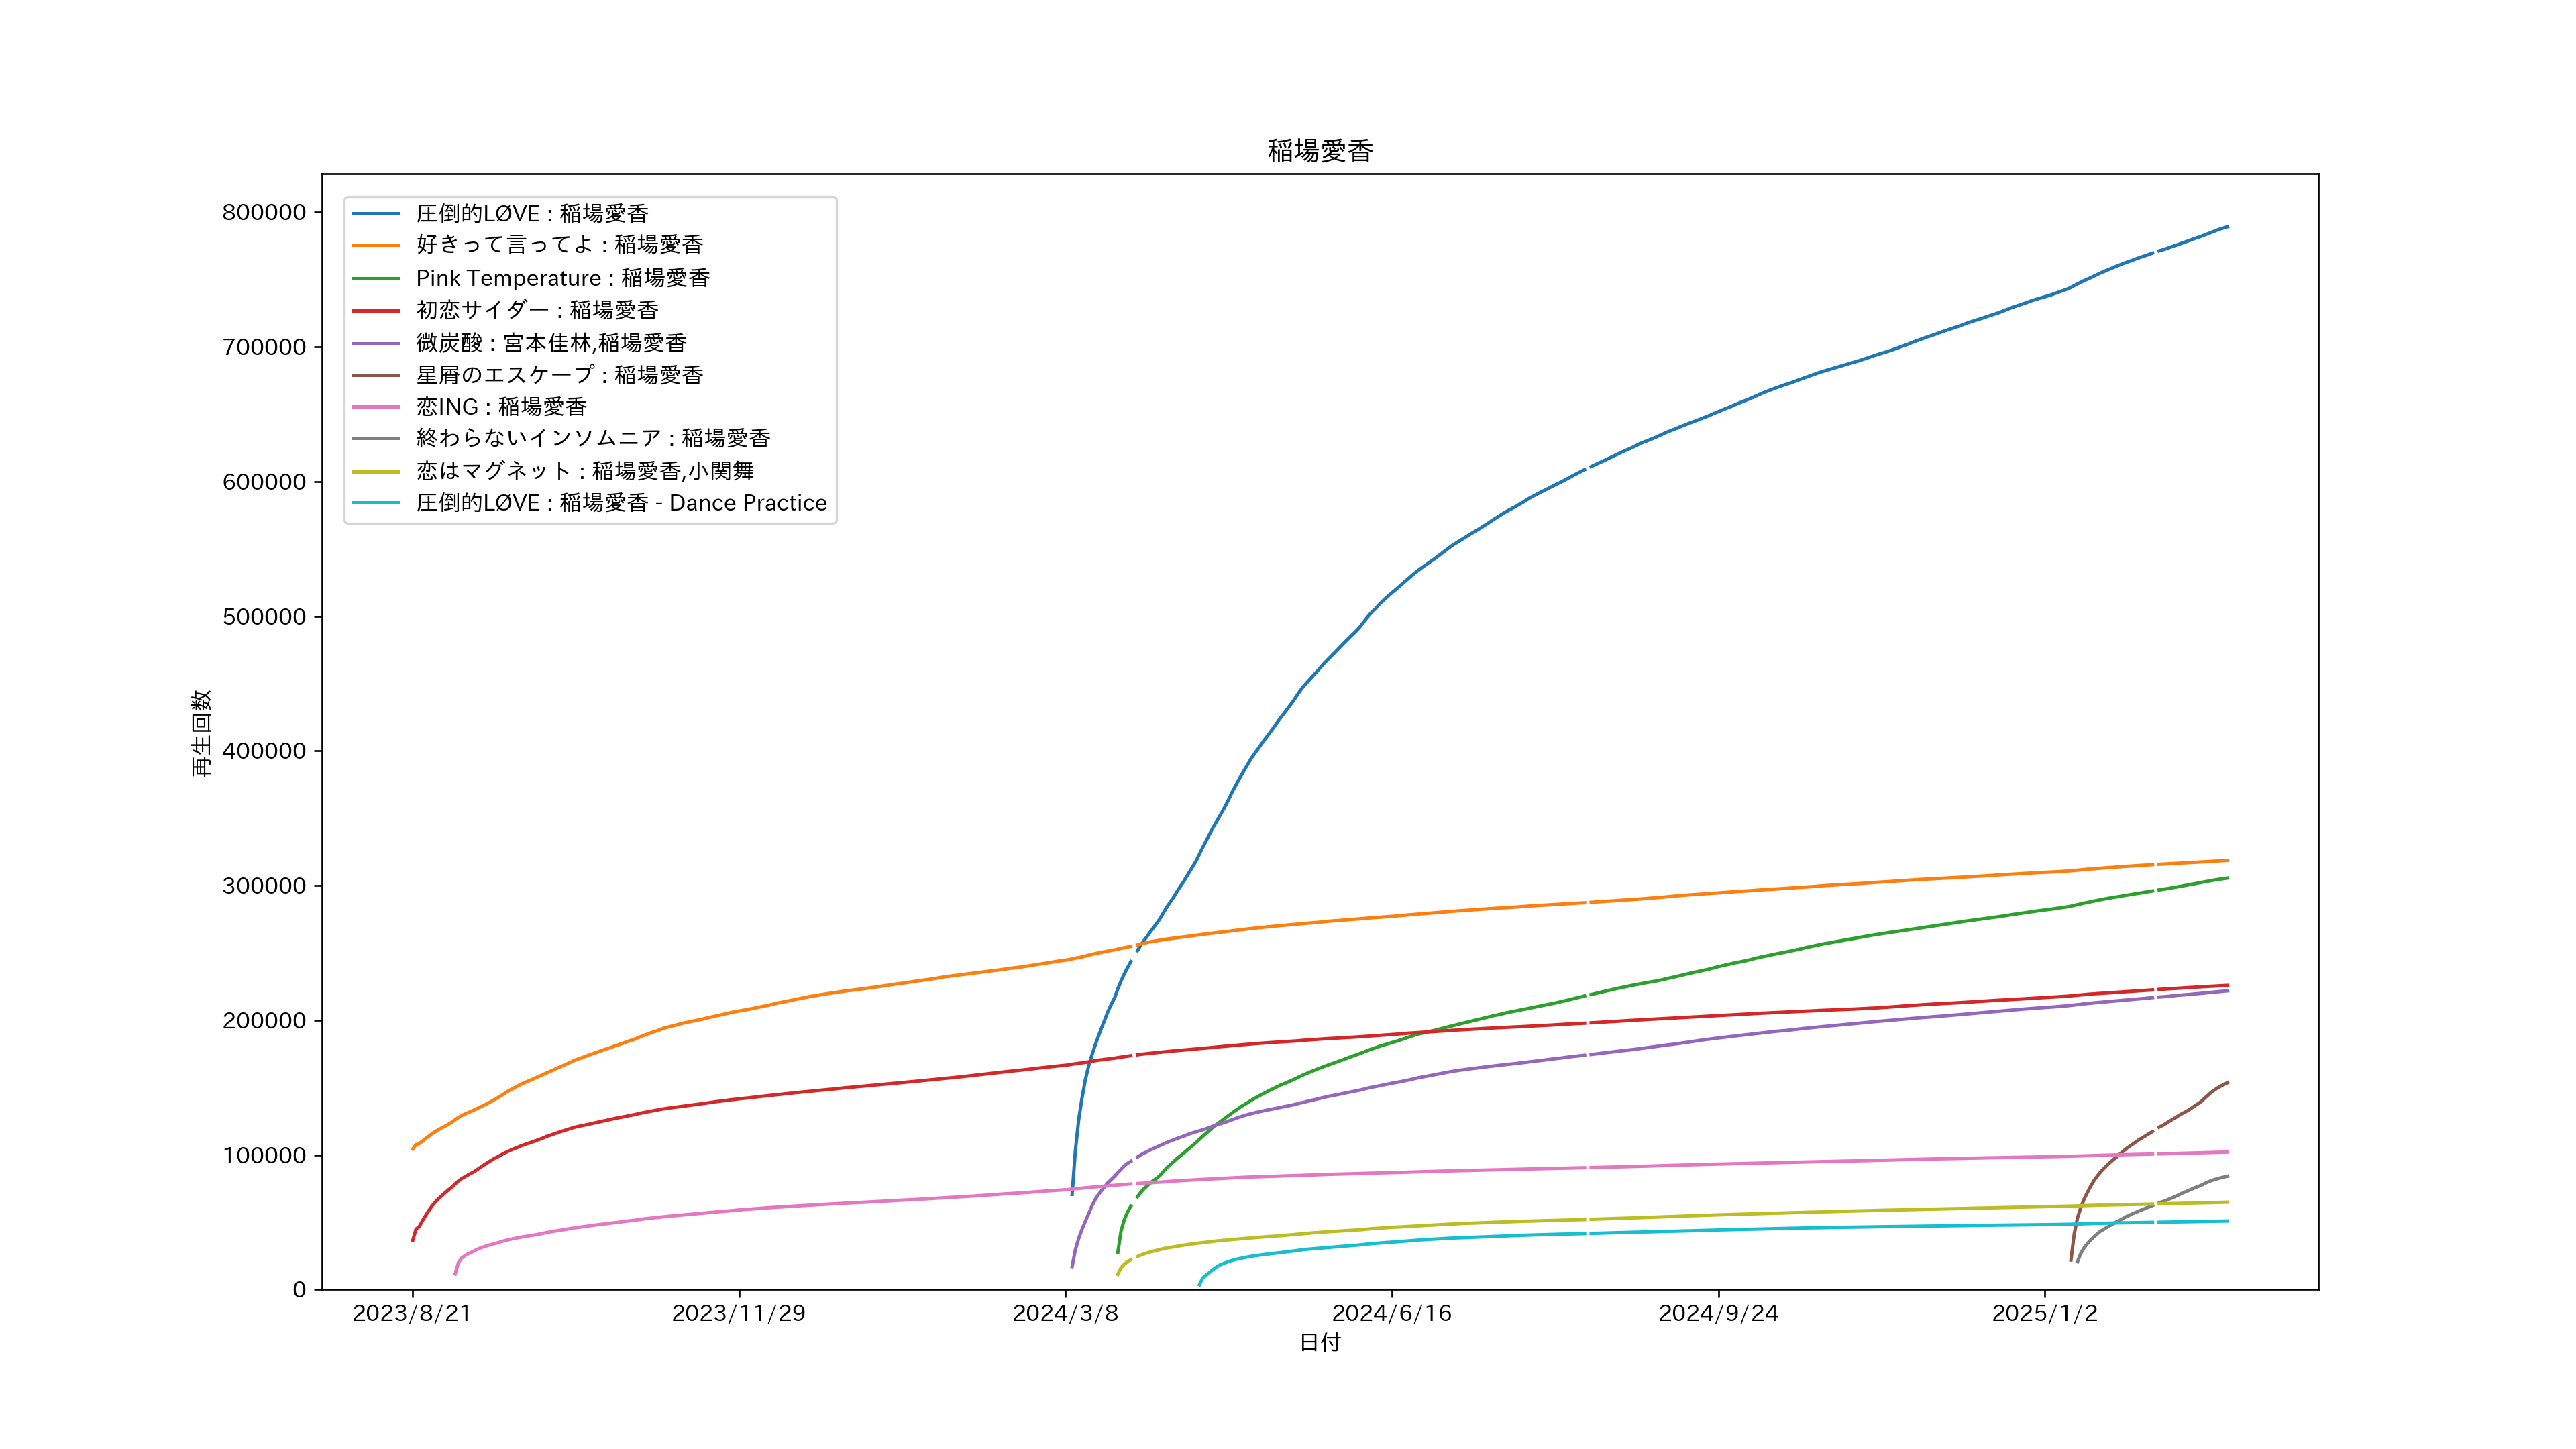 稲場愛香
800000
700000
600000
500000
400000
300000
200000
100000
0
再生回数
圧倒的LØVE : 稲場愛香
好きって言ってよ : 稲場愛香
Pink Temperature : 稲場愛香
初恋サイダー : 稲場愛香
微炭酸 : 宮本佳林,稲場愛香
星屑のエスケープ : 稲場愛香
恋ING : 稲場愛香
終わらないインソムニア : 稲場愛香
恋はマグネット : 稲場愛香,小関舞
圧倒的LØVE : 稲場愛香 - Dance Practice
2023/8/21 2023/11/29 2024/3/8 2024/6/16 2024/9/24 2025/1/2
日付